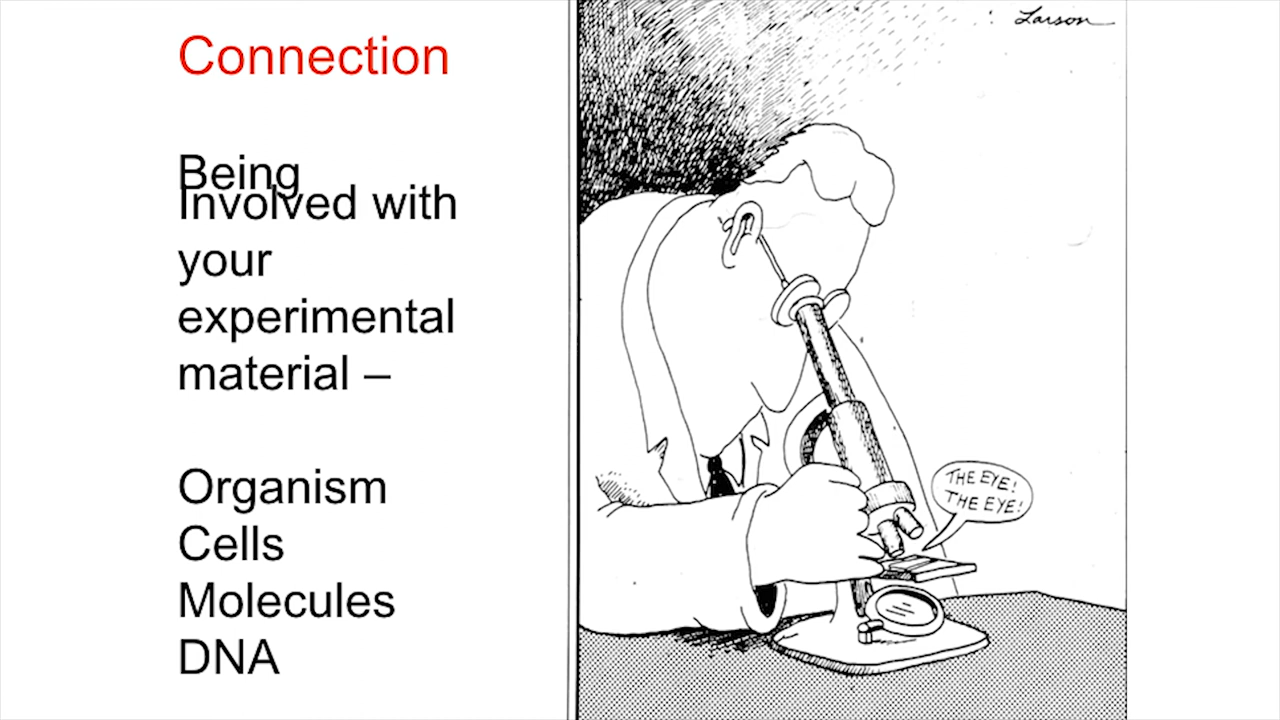 Connection
Being
Involved with
your
experimental
material –
Organism
Cells
Molecules
DNA
Larson
THE EYE!
THE EYE!